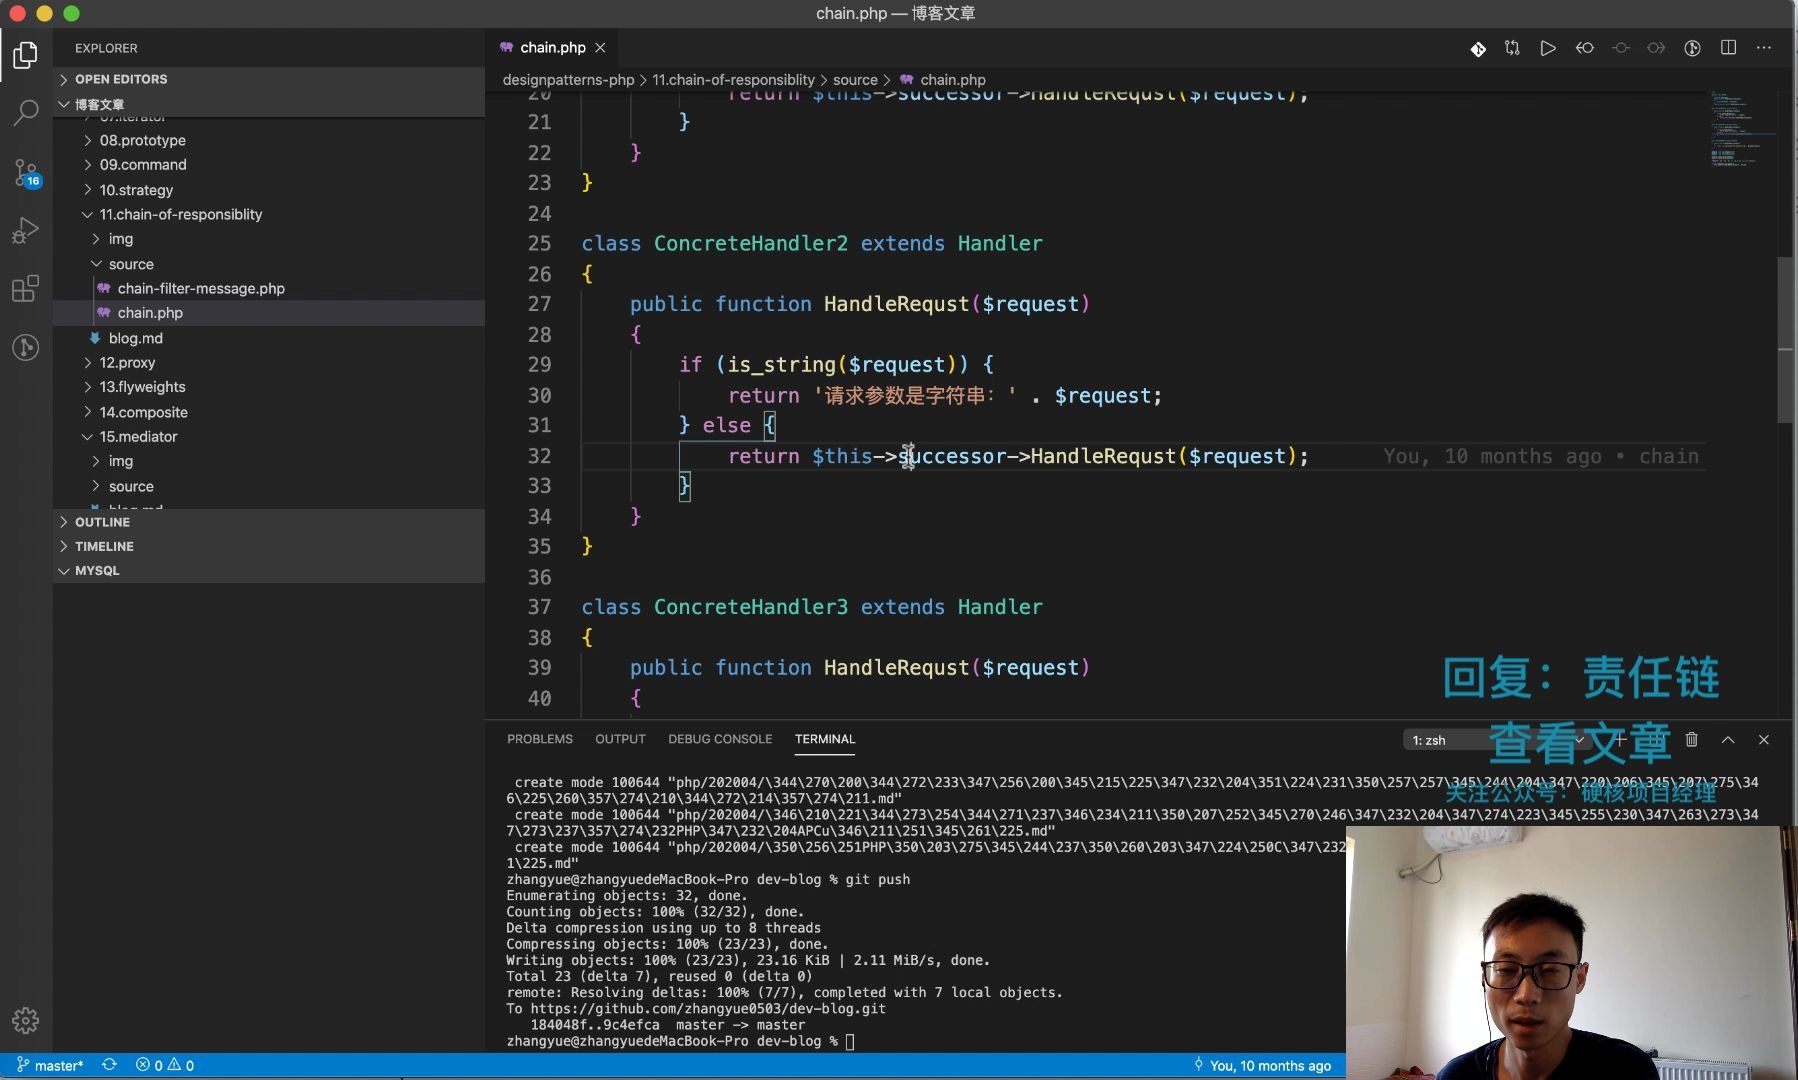 chain.php — 博客文章
EXPLORER
OPEN EDITORS
博客文章
07.iterator
08.prototype
09.command
10.strategy
11.chain-of-responsiblity
img
source
chain-filter-message.php
chain.php
blog.md
12.proxy
13.flyweights
14.composite
15.mediator
img
source
blog.md
OUTLINE
TIMELINE
MYSQL
16
chain.php
designpatterns-php > 11.chain-of-responsiblity > source > chain.php
20 return $this->successor->HandleRequst($request);
21 }
22 }
23 }
24
25 class ConcreteHandler2 extends Handler
26 {
27 public function HandleRequst($request)
28 {
29 if (is_string($request)) {
30 return '请求参数是字符串：' . $request;
31 } else {
32 return $this->successor->HandleRequst($request); You, 10 months ago • chain
33 }
34 }
35 }
36
37 class ConcreteHandler3 extends Handler
38 {
39 public function HandleRequst($request)
40 {
回复：责任链
查看文章
关注公众号：硬核项目经理
PROBLEMS OUTPUT DEBUG CONSOLE TERMINAL
1: zsh
create mode 100644 "php/202004/\344\270\200\344\272\233\347\256\200\345\215\225\347\232\204\351\224\231\350\257\257\345\244\204\347\220\206\345\207\275\34
6\225\260\357\274\210\344\272\214\357\274\211.md"
create mode 100644 "php/202004/\346\210\221\344\273\254\344\271\237\346\234\211\350\207\252\345\270\246\347\232\204\347\274\223\345\255\230\347\263\273\34
7\273\237\357\274\232PHP\347\232\204APCu\346\211\251\345\261\225.md"
create mode 100644 "php/202004/\350\256\251PHP\350\203\275\345\244\237\350\260\203\347\224\250C\347\232
1\225.md"
zhangyue@zhangyuedeMacBook-Pro dev-blog % git push
Enumerating objects: 32, done.
Counting objects: 100% (32/32), done.
Delta compression using up to 8 threads
Compressing objects: 100% (23/23), done.
Writing objects: 100% (23/23), 23.16 KiB | 2.11 MiB/s, done.
Total 23 (delta 7), reused 0 (delta 0)
remote: Resolving deltas: 100% (7/7), completed with 7 local objects.
To https://github.com/zhangyue0503/dev-blog.git
184048f..9c4efca master -> master
zhangyue@zhangyuedeMacBook-Pro dev-blog %
master* 0 0 You, 10 months ago